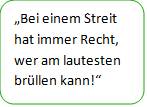 „Bei einem Streit
hat immer Recht,
wer am lautesten
brüllen kann!“